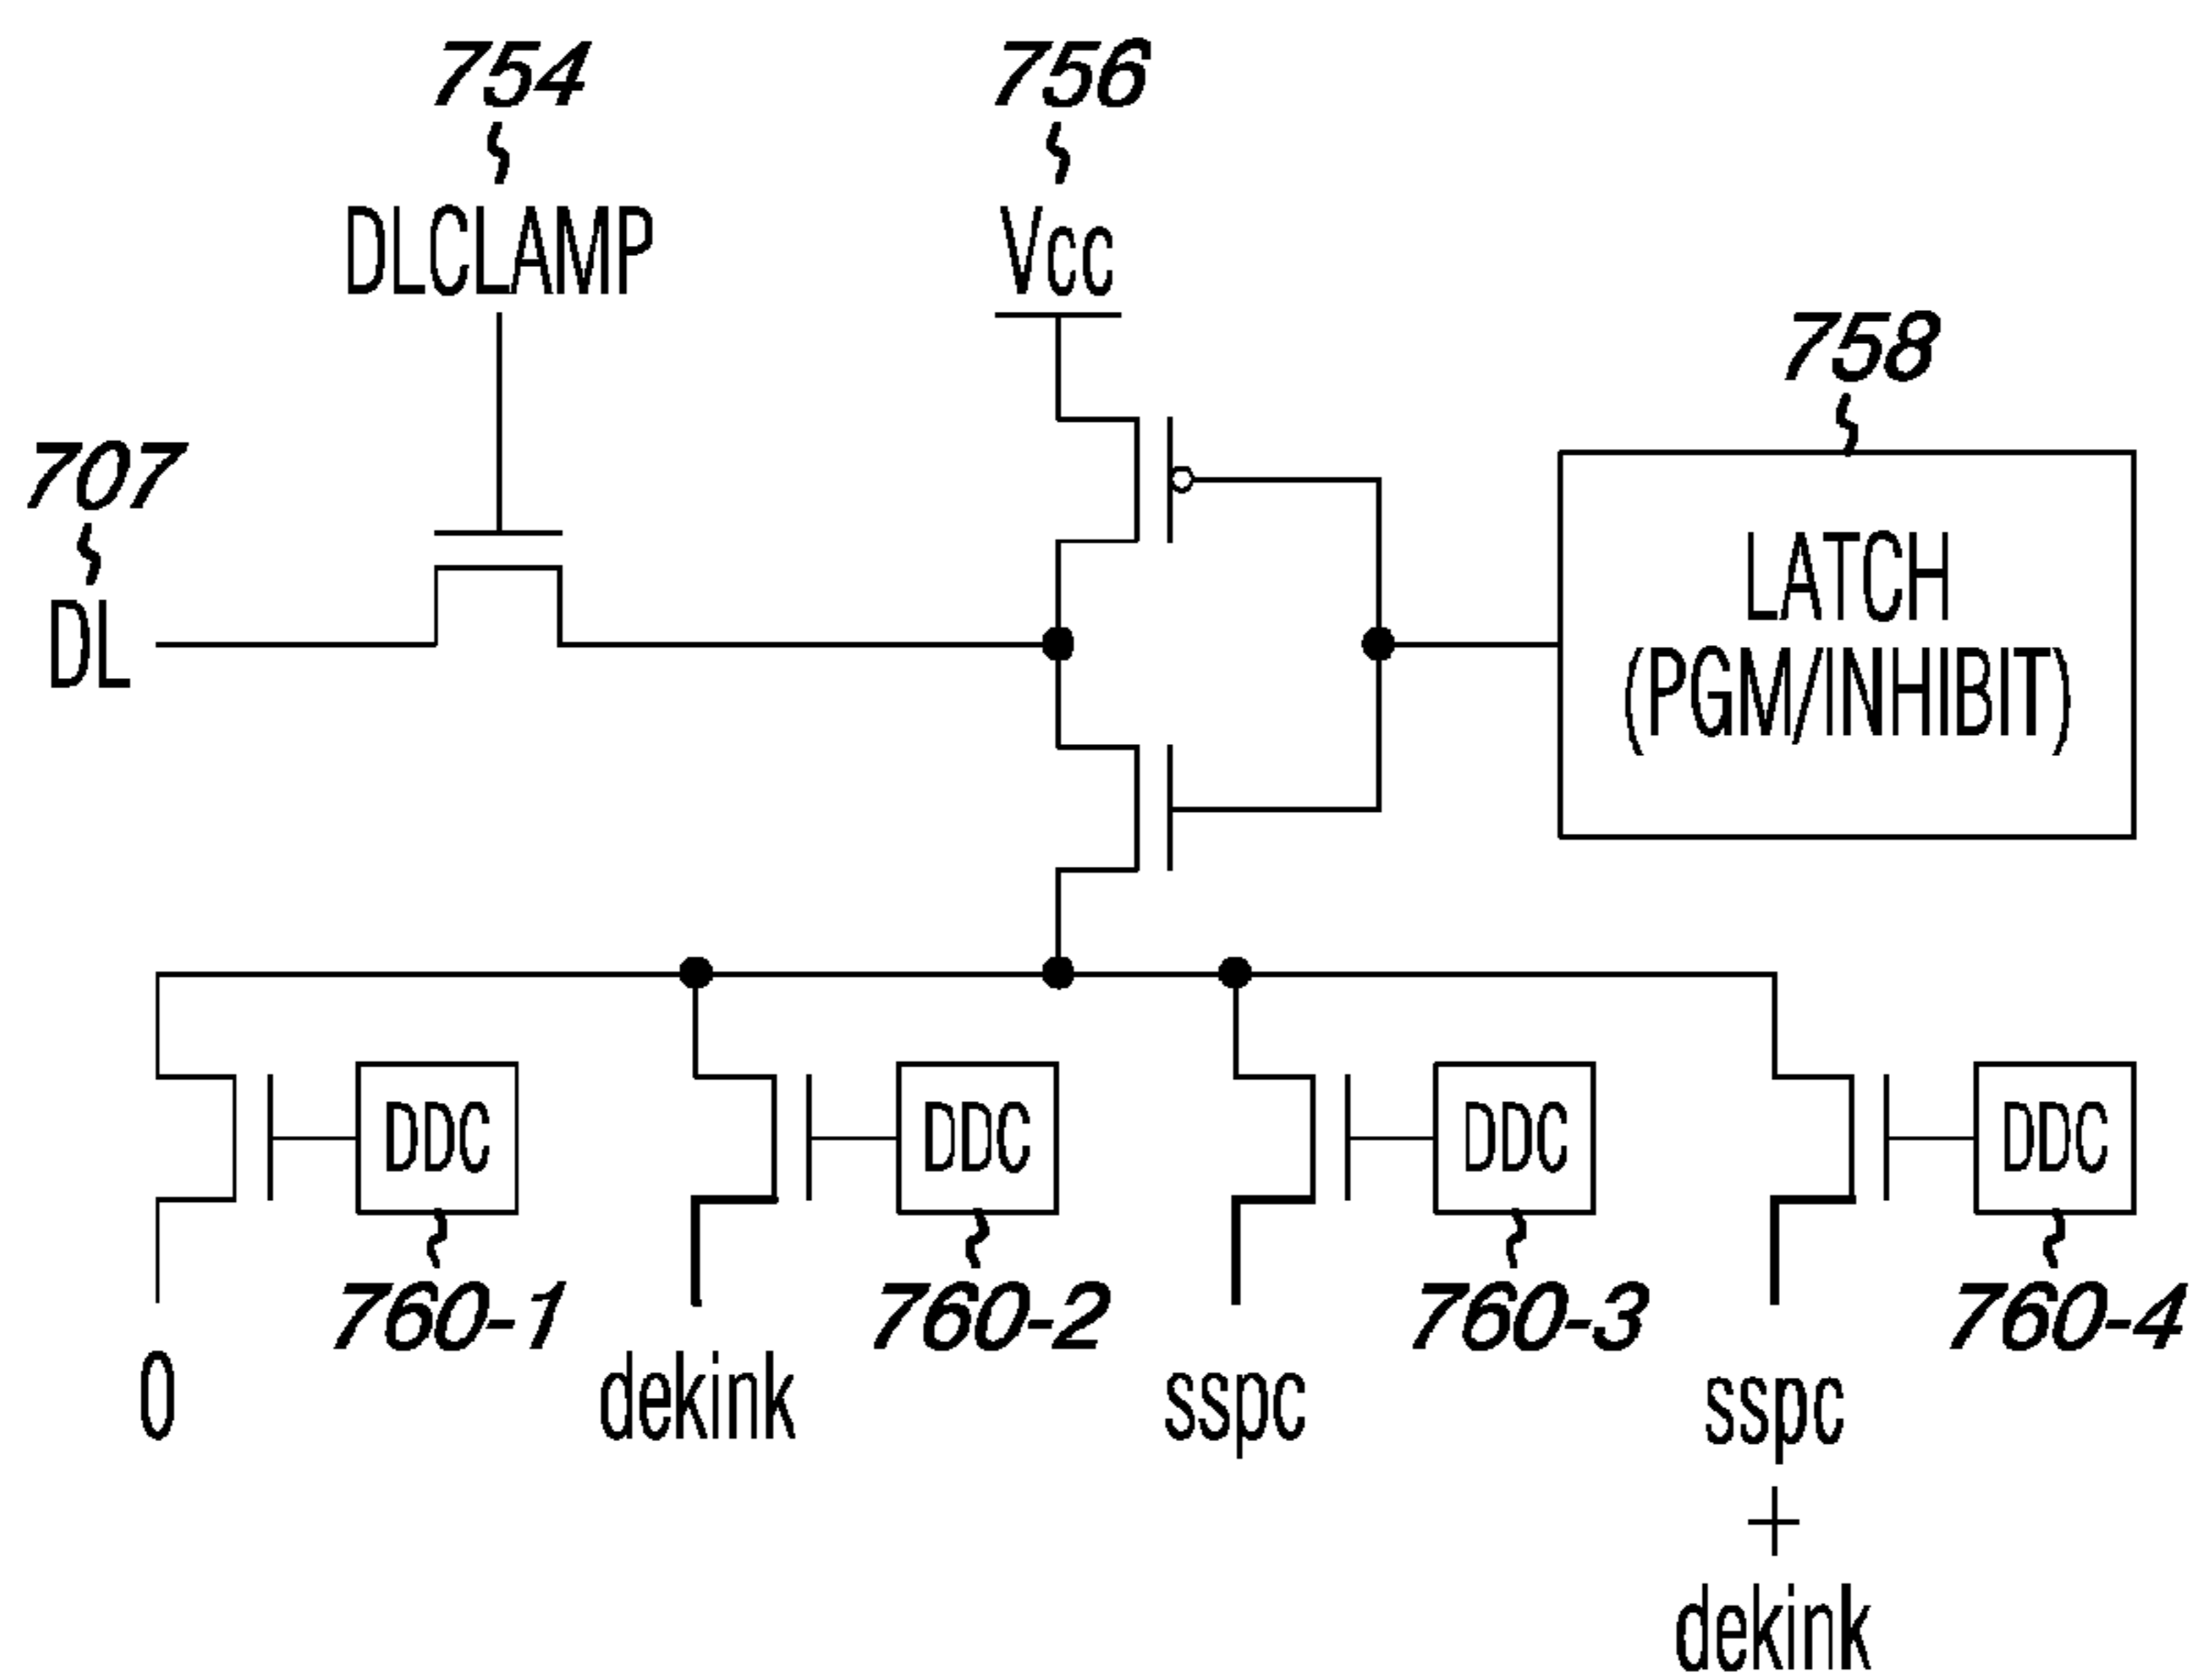 754
756
DLCLAMP
Vcc
758
707
DL
LATCH
(PGM/INHIBIT)
DDC
DDC
DDC
DDC
760-1
760-2
760-3
760-4
0
dekink
sspc
sspc
+
dekink